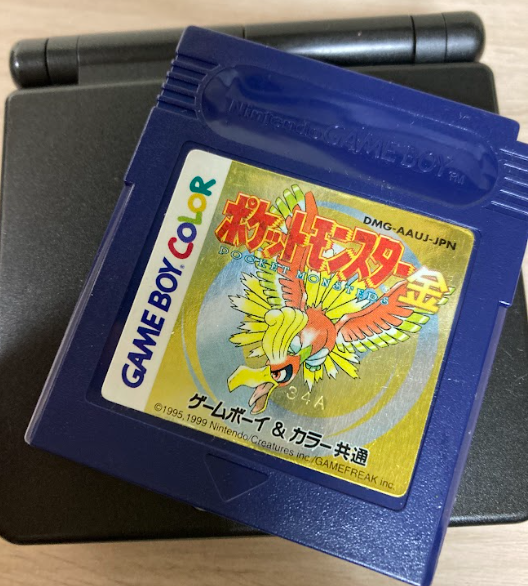 Nintendo GAME BOY TM
GAME BOY COLOR
DMG-AAUJ-JPN
ポケットモンスター金
POCKET MONSTERS
34A
ゲームボーイ & カラー共通
©1995,1999 Nintendo/Creatures inc./GAMEFREAK inc.